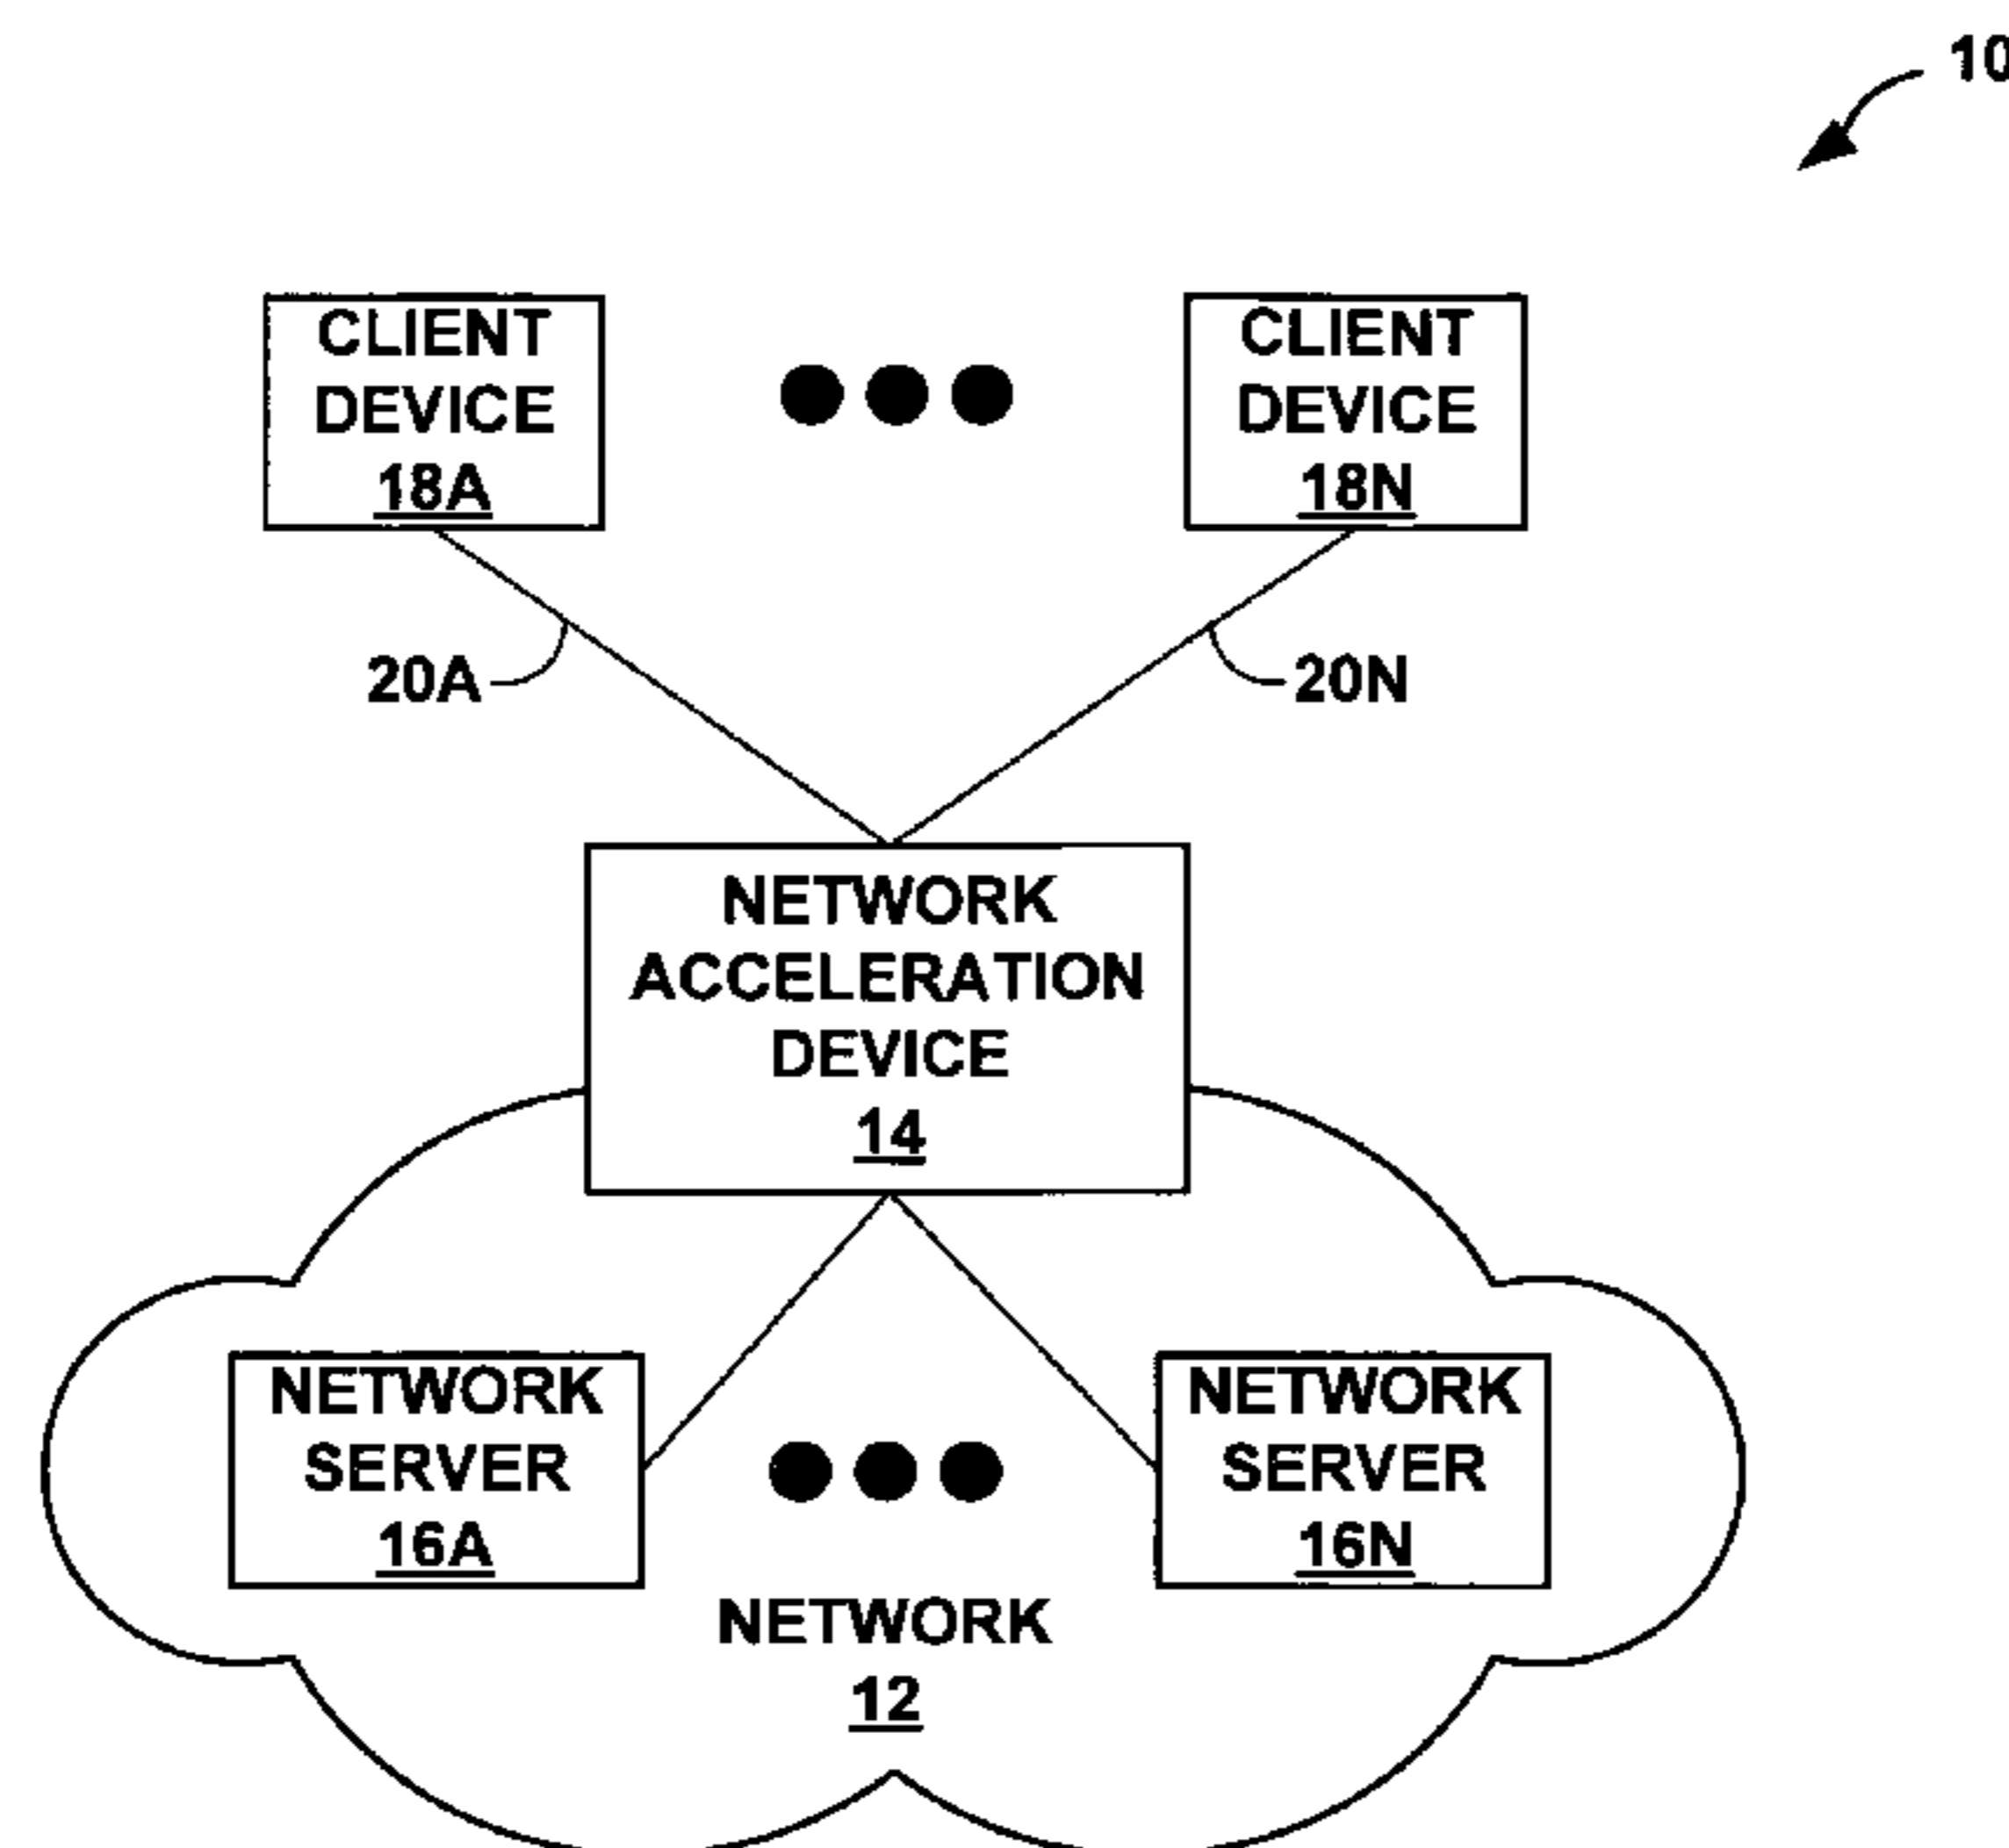 10
CLIENT
DEVICE
18A
CLIENT
DEVICE
18N
20A
20N
NETWORK
ACCELERATION
DEVICE
14
NETWORK
SERVER
16A
NETWORK
SERVER
16N
NETWORK
12